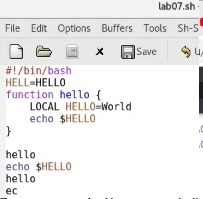 lab07.sh -
File Edit Options Buffers Tools Sh-S
Save
#!/bin/bash
HELL=HELLO
function hello {
LOCAL HELLO=World
echo $HELLO
}
hello
echo $HELLO
hello
ec